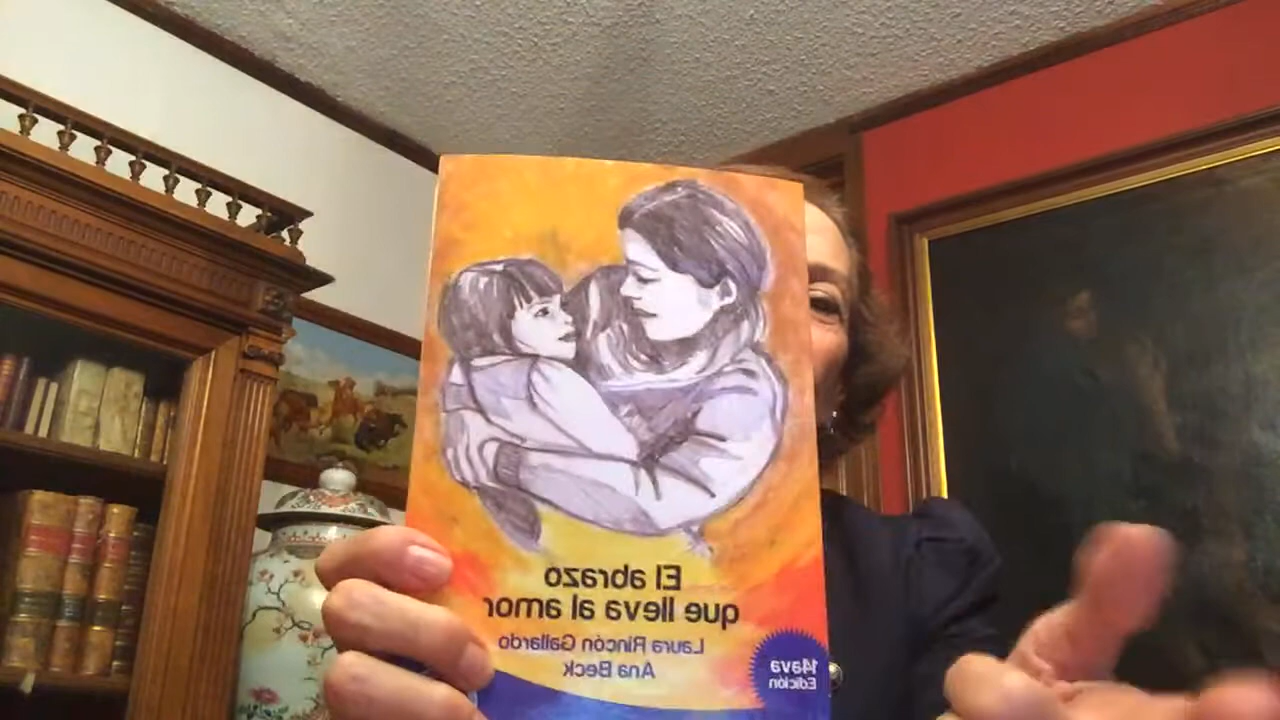 El abrazo
que lleva al amor
Laura Rincón Gallardo
Ana Beck
14ava
Edición